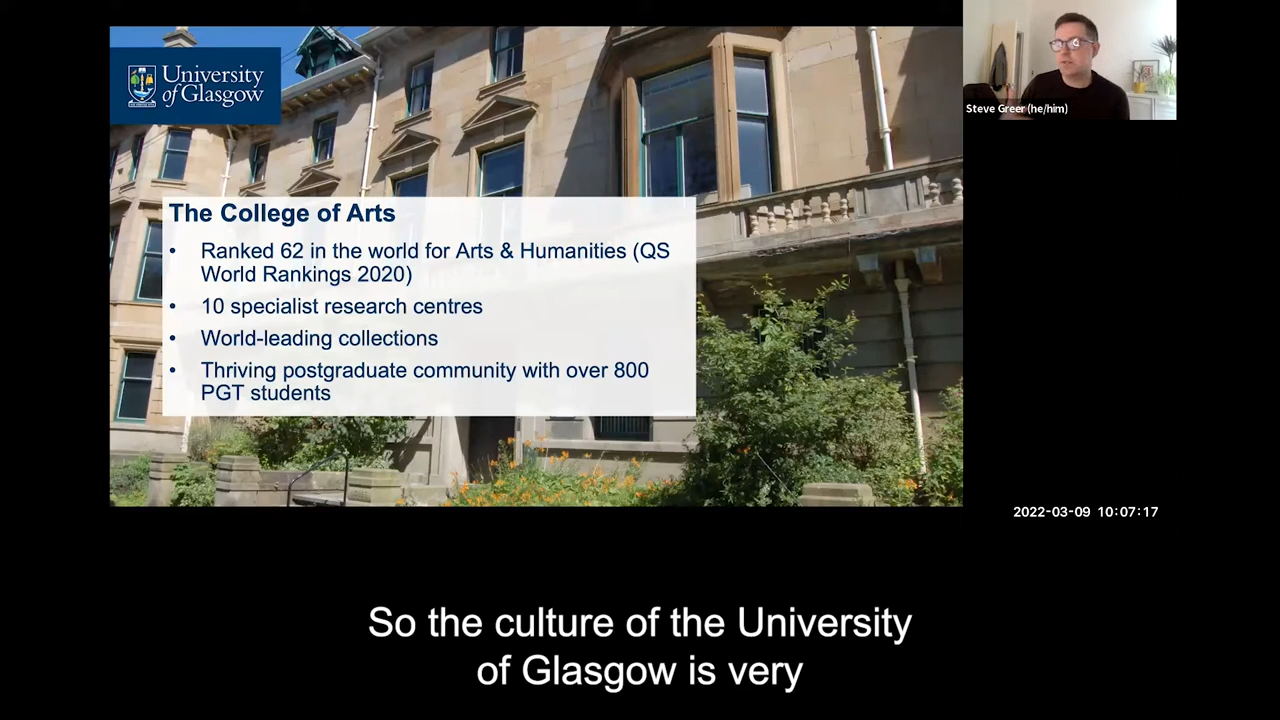 University
of Glasgow
Steve Greer (he/him)
The College of Arts
• Ranked 62 in the world for Arts & Humanities (QS
World Rankings 2020)
• 10 specialist research centres
• World-leading collections
• Thriving postgraduate community with over 800
PGT students
2022-03-09 10:07:17
So the culture of the University
of Glasgow is very